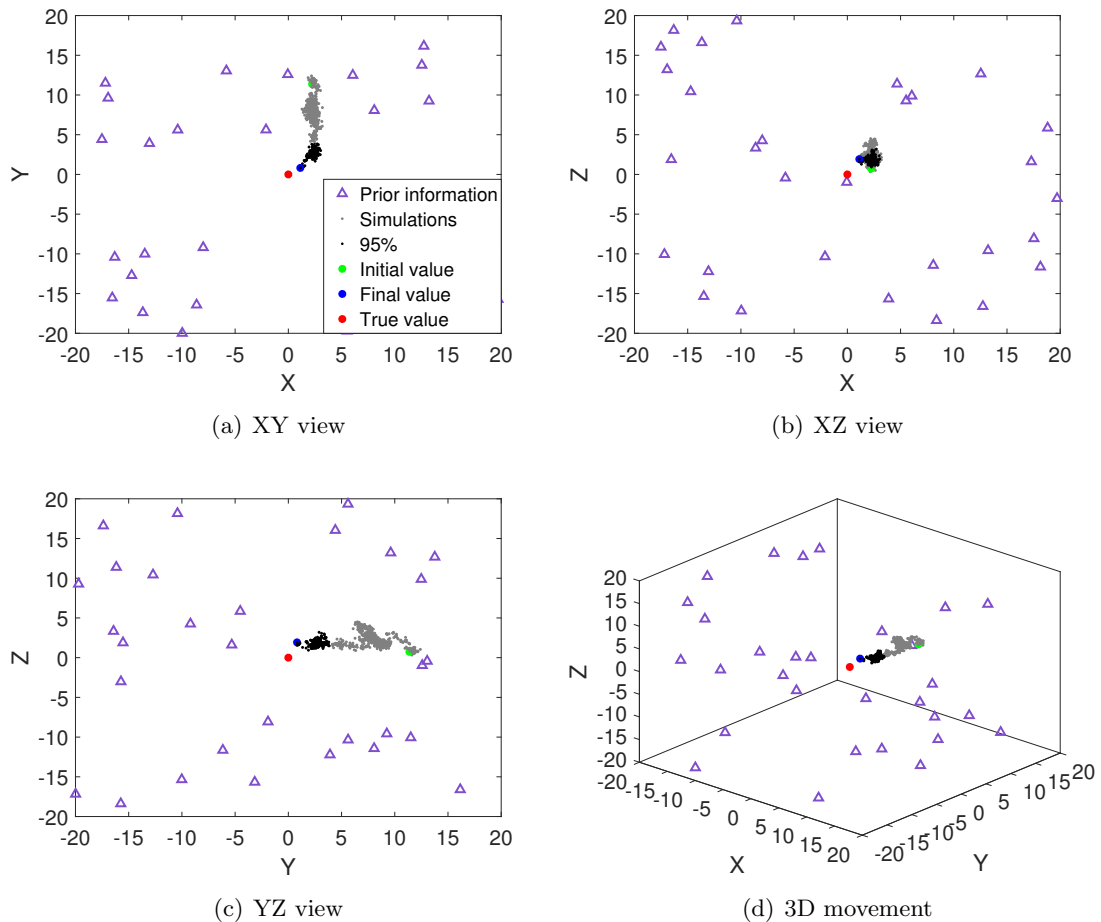 20
15
10
5
0
-5
-10
-15
-20
Y
-20 -15 -10 -5 0 5 10 15 20
X
Prior information
Simulations
95%
Initial value
Final value
True value
(a) XY view
20
15
10
5
0
-5
-10
-15
-20
Z
-20 -15 -10 -5 0 5 10 15 20
X
(b) XZ view
20
15
10
5
0
-5
-10
-15
-20
Z
-20 -15 -10 -5 0 5 10 15 20
Y
(c) YZ view
20
15
10
5
0
-5
-10
-15
-20
Z
-20 -15 -10 -5 0 5 10 15 20
X
-20 -15 -10 -5 0 5 10 15 20
Y
(d) 3D movement